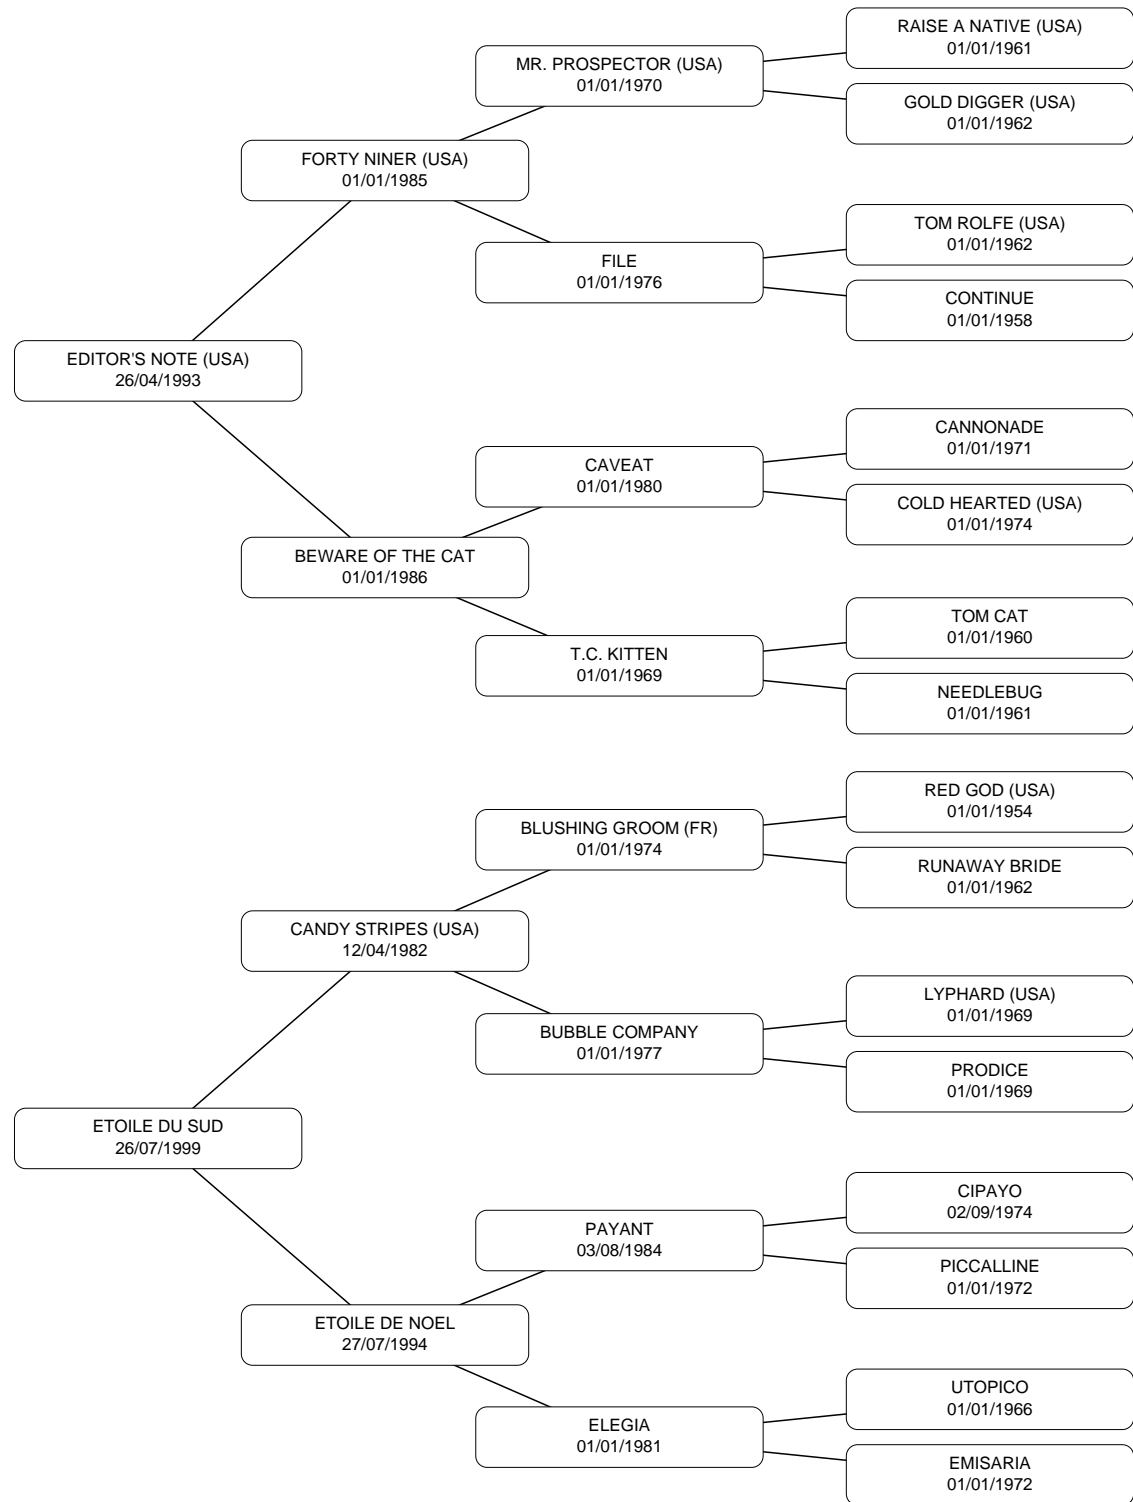 RAISE A NATIVE (USA)
01/01/1961
MR. PROSPECTOR (USA)
01/01/1970
GOLD DIGGER (USA)
01/01/1962
FORTY NINER (USA)
01/01/1985
TOM ROLFE (USA)
01/01/1962
FILE
01/01/1976
CONTINUE
01/01/1958
EDITOR'S NOTE (USA)
26/04/1993
CANNONADE
01/01/1971
CAVEAT
01/01/1980
COLD HEARTED (USA)
01/01/1974
BEWARE OF THE CAT
01/01/1986
TOM CAT
01/01/1960
T.C. KITTEN
01/01/1969
NEEDLEBUG
01/01/1961
RED GOD (USA)
01/01/1954
BLUSHING GROOM (FR)
01/01/1974
RUNAWAY BRIDE
01/01/1962
CANDY STRIPES (USA)
12/04/1982
LYPHARD (USA)
01/01/1969
BUBBLE COMPANY
01/01/1977
PRODICE
01/01/1969
ETOILE DU SUD
26/07/1999
CIPAYO
02/09/1974
PAYANT
03/08/1984
PICCALLINE
01/01/1972
ETOILE DE NOEL
27/07/1994
UTOPICO
01/01/1966
ELEGIA
01/01/1981
EMISARIA
01/01/1972